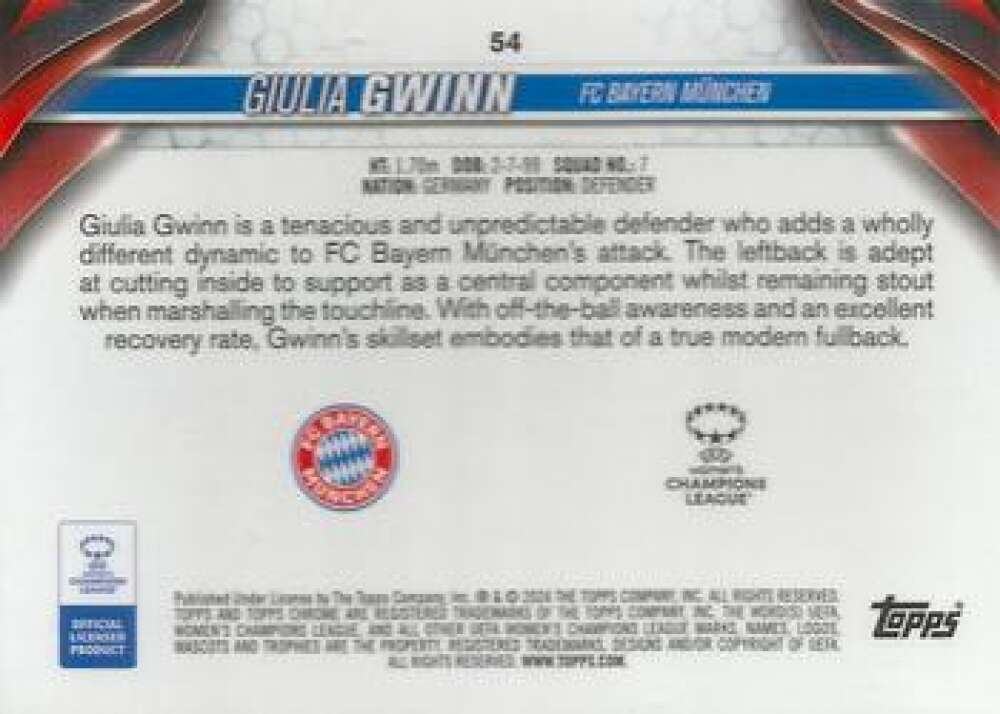 54
GIULIA GWINN FC BAYERN MÜNCHEN
HT: 1.70m DOB: 2-7-99 SQUAD NO.: 7
NATION: GERMANY POSITION: DEFENDER
Giulia Gwinn is a tenacious and unpredictable defender who adds a wholly
different dynamic to FC Bayern München's attack. The leftback is adept
at cutting inside to support as a central component whilst remaining stout
when marshalling the touchline. With off-the-ball awareness and an excellent
recovery rate, Gwinn's skillset embodies that of a true modern fullback.
FC BAYERN
MÜNCHEN
WOMEN'S
CHAMPIONS
LEAGUE
CHAMPIONS
LEAGUE
OFFICIAL
LICENSED
PRODUCT
Published Under License by The Topps Company, Inc. ® & © 2024 THE TOPPS COMPANY, INC. ALL RIGHTS RESERVED.
TOPPS AND TOPPS CHROME ARE REGISTERED TRADEMARKS OF THE TOPPS COMPANY, INC. THE WORD(S) UEFA,
WOMEN'S CHAMPIONS LEAGUE, AND ALL OTHER UEFA WOMEN'S CHAMPIONS LEAGUE MARKS, NAMES, LOGOS,
MASCOTS AND TROPHIES ARE THE PROPERTY, REGISTERED TRADEMARKS, DESIGNS AND/OR COPYRIGHT OF UEFA.
ALL RIGHTS RESERVED. WWW.TOPPS.COM
topps